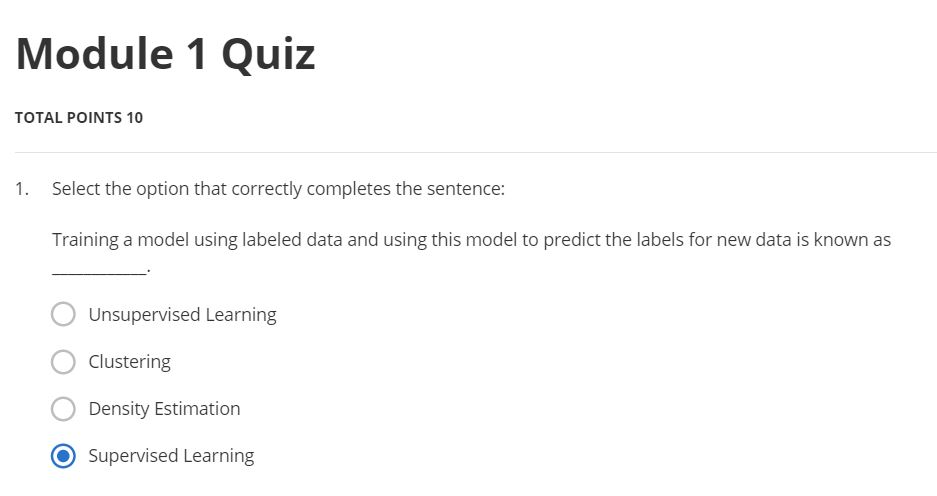 Module 1 Quiz
TOTAL POINTS 10
1. Select the option that correctly completes the sentence:
Training a model using labeled data and using this model to predict the labels for new data is known as
____________.
Unsupervised Learning
Clustering
Density Estimation
Supervised Learning